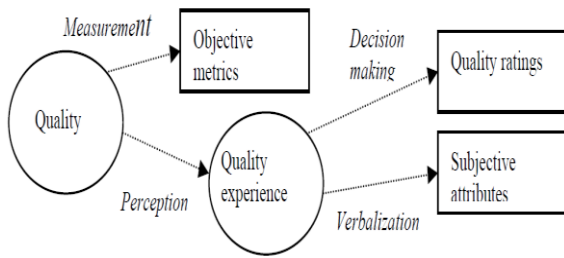 Measurement
Objective
metrics
Decision
making
Quality ratings
Quality
Quality
experience
Subjective
attributes
Perception
Verbalization